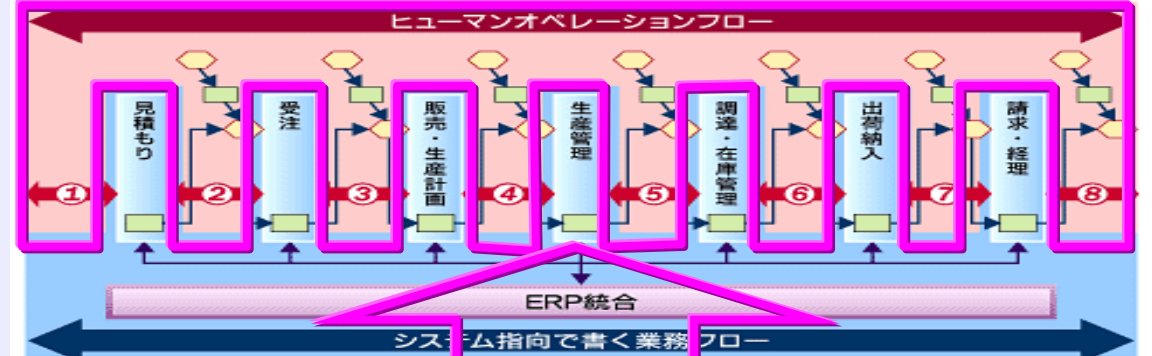 ヒューマンオペレーションフロー
見積もり
受注
販売・生産計画
生産管理
調達・在庫管理
出荷納入
請求・経理
① ② ③ ④ ⑤ ⑥ ⑦ ⑧
ERP統合
システム指向で書く業務フロー